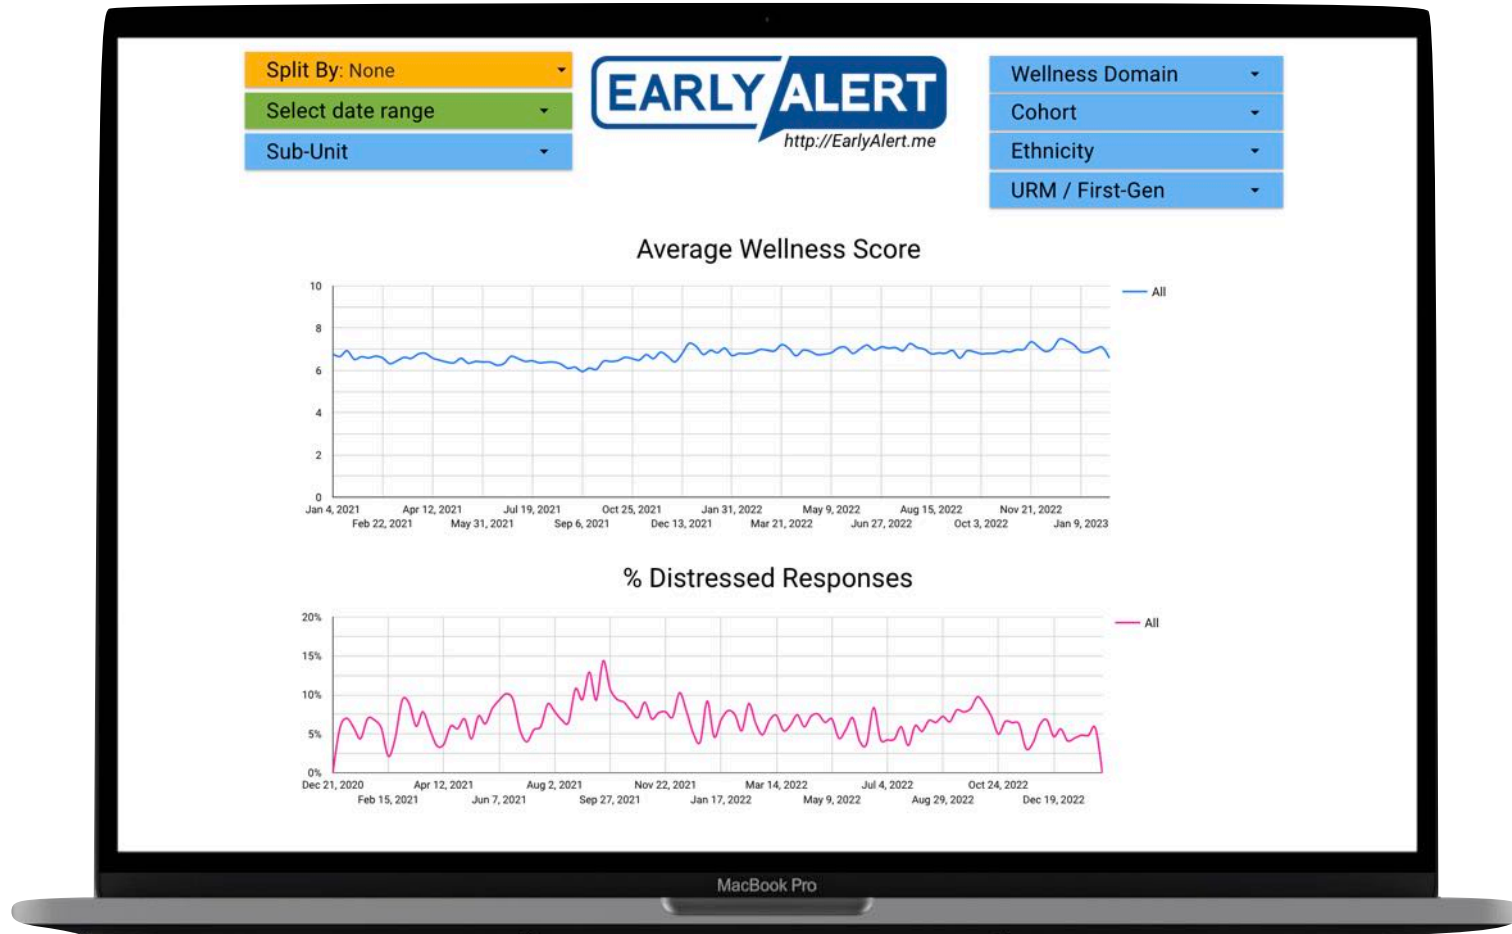 Split By: None
Select date range
Sub-Unit
EARLY ALERT
http://EarlyAlert.me
Wellness Domain
Cohort
Ethnicity
URM / First-Gen
Average Wellness Score
10
8
6
4
2
0
All
Jan 4, 2021 Apr 12, 2021 Jul 19, 2021 Oct 25, 2021 Jan 31, 2022 May 9, 2022 Aug 15, 2022 Nov 21, 2022
Feb 22, 2021 May 31, 2021 Sep 6, 2021 Dec 13, 2021 Mar 21, 2022 Jun 27, 2022 Oct 3, 2022 Jan 9, 2023
% Distressed Responses
20%
15%
10%
5%
0%
All
Dec 21, 2020 Apr 12, 2021 Aug 2, 2021 Nov 22, 2021 Mar 14, 2022 Jul 4, 2022 Oct 24, 2022
Feb 15, 2021 Jun 7, 2021 Sep 27, 2021 Jan 17, 2022 May 9, 2022 Aug 29, 2022 Dec 19, 2022
MacBook Pro